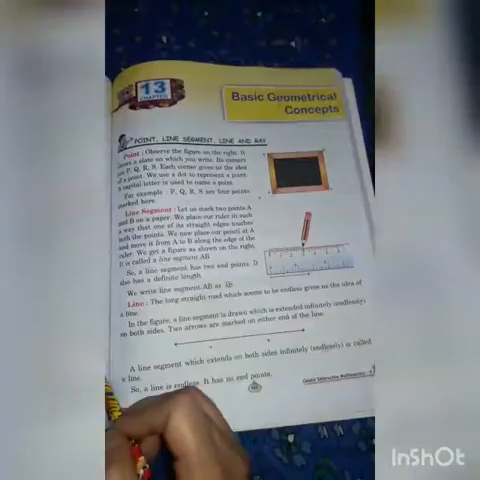 13
CHAPTER
Basic Geometrical
Concepts
POINT, LINE SEGMENT, LINE AND RAY
Point : Observe the figure on the right. It
shows a slate on which you write. Its corners
are P, Q, R, S. Each corner gives us the idea
of a point. We use a dot to represent a point.
A capital letter is used to name a point.
For example : P, Q, R, S are four points
marked here.
Line Segment : Let us mark two points A
and B on a paper. We place our ruler in such
a way that one of its straight edges touches
both the points. We now place our pencil at A
and move it from A to B along the edge of the
ruler. We get a figure as shown on the right.
It is called a line segment AB.
So, a line segment has two end points. It
also has a definite length.
We write line segment AB as AB.
Line : The long straight road which seems to be endless gives us the idea of
a line.
In the figure, a line segment is drawn which is extended infinitely (endlessly)
on both sides. Two arrows are marked on either end of the line.
A line segment which extends on both sides infinitely (endlessly) is called
a line.
So, a line is endless. It has no end points.
Interactive Mathematics
InShOt